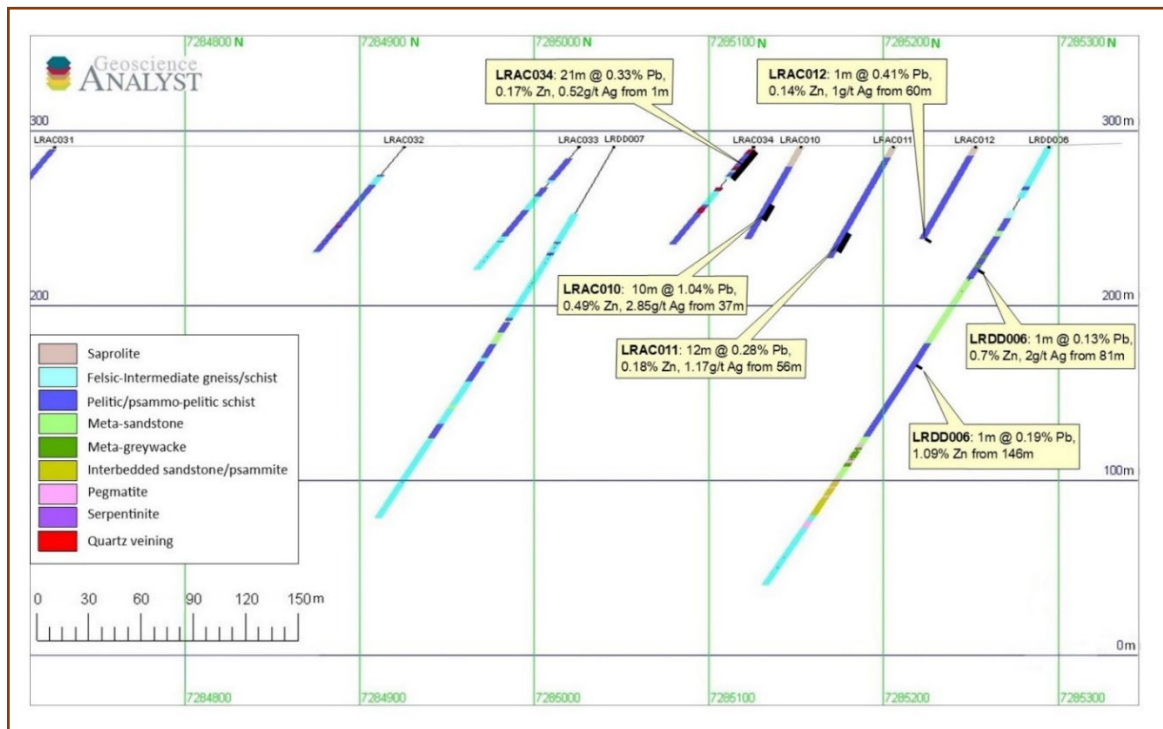 Geoscience
ANALYST
7284800 N
7284900 N
7285000 N
7285100 N
7285200 N
7285300 N
LRAC034: 21m @ 0.33% Pb,
0.17% Zn, 0.52g/t Ag from 1m
LRAC012: 1m @ 0.41% Pb,
0.14% Zn, 1g/t Ag from 60m
300
300 m
LRAC031
LRAC032
LRAC033
LRDD007
LRAC034
LRAC010
LRAC011
LRAC012
LRDD006
LRAC010: 10m @ 1.04% Pb,
0.49% Zn, 2.85g/t Ag from 37m
200
200 m
LRAC011: 12m @ 0.28% Pb,
0.18% Zn, 1.17g/t Ag from 56m
LRDD006: 1m @ 0.13% Pb,
0.7% Zn, 2g/t Ag from 81m
LRDD006: 1m @ 0.19% Pb,
1.09% Zn from 146m
Saprolite
Felsic-Intermediate gneiss/schist
Pelitic/psammo-pelitic schist
Meta-sandstone
Meta-greywacke
Interbedded sandstone/psammite
Pegmatite
Serpentinite
Quartz veining
100 m
0 30 60 90 120 150 m
0 m
7284800
7284900
7285000
7285100
7285200
7285300